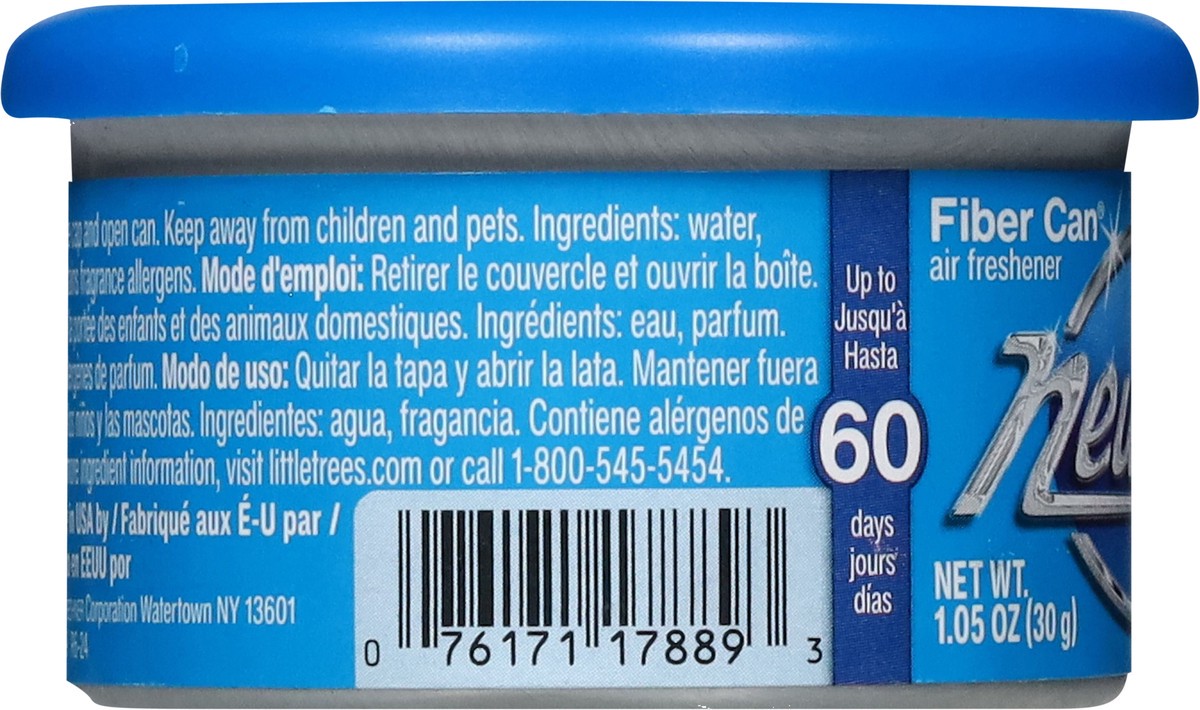 and open can. Keep away from children and pets. Ingredients: water,
fragrance allergens. Mode d'emploi: Retirer le couvercle et ouvrir la boîte.
portée des enfants et des animaux domestiques. Ingrédients: eau, parfum.
de parfum. Modo de uso: Quitar la tapa y abrir la lata. Mantener fuera
niños y las mascotas. Ingredientes: agua, fragancia. Contiene alérgenos de
ingredient information, visit littletrees.com or call 1-800-545-5454.
in USA by / Fabriqué aux É-U par /
en EEUU por
Corporation Watertown NY 13601
0 76171 17889 3
Up to
Jusqu'à
Hasta
60
days
jours
días
Fiber Can®
air freshener
NET WT.
1.05 OZ (30 g)